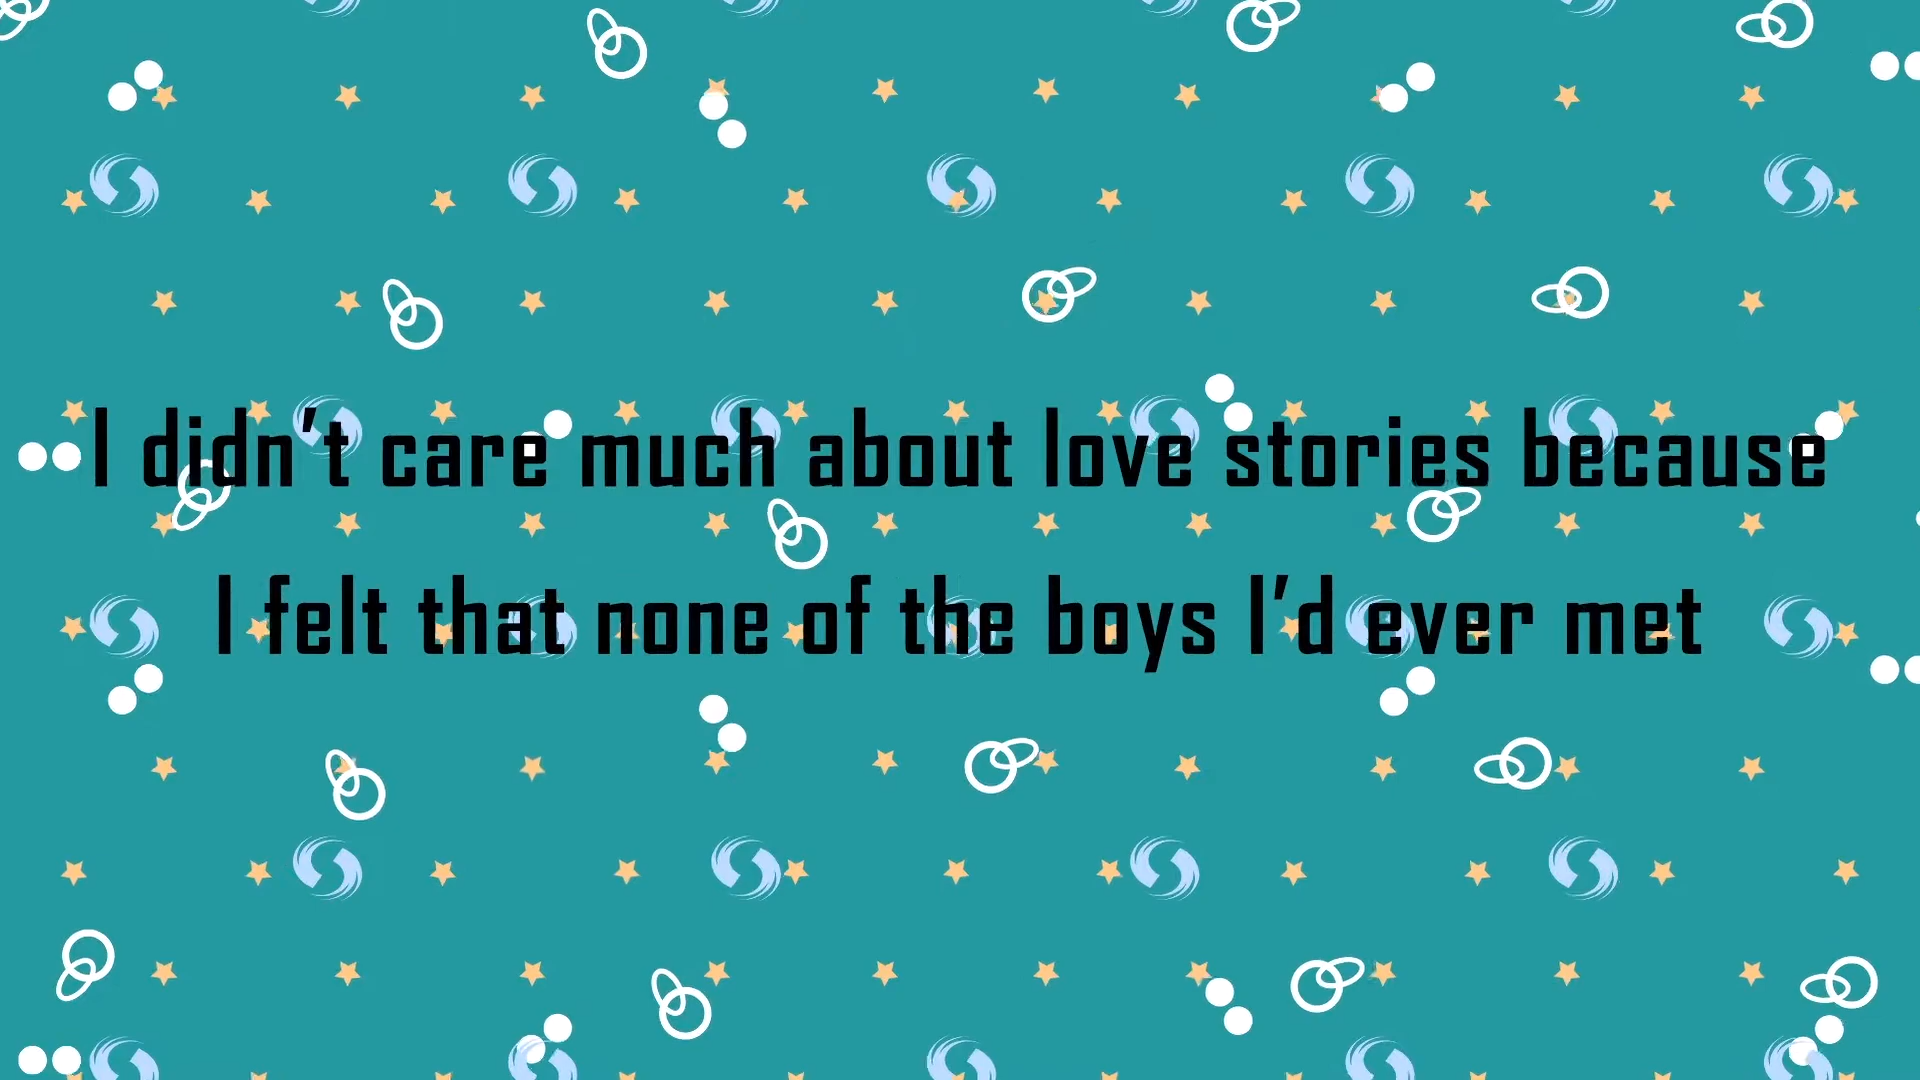 I didn’t care much about love stories because
I felt that none of the boys I’d ever met